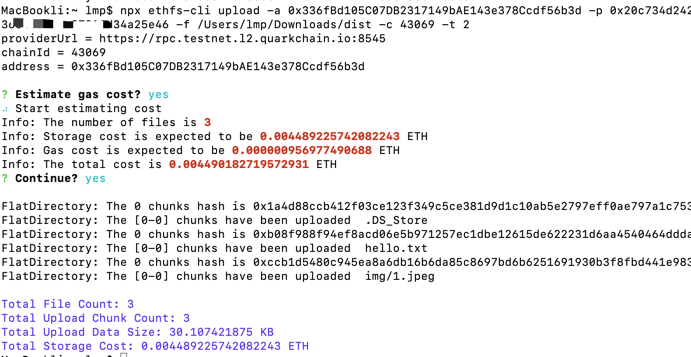 MacBookli:~ lmp$ npx ethfs-cli upload -a 0x336fBd105C07DB2317149bAE143e378Ccdf56b3d -p 0x20c734d242
d34a25e46 -f /Users/lmp/Downloads/dist -c 43069 -t 2
providerUrl = https://rpc.testnet.l2.quarkchain.io:8545
chainId = 43069
address = 0x336fBd105C07DB2317149bAE143e378Ccdf56b3d
? Estimate gas cost? yes
Start estimating cost
Info: The number of files is 3
Info: Storage cost is expected to be 0.004489225742082243 ETH
Info: Gas cost is expected to be 0.000000956977490688 ETH
Info: The total cost is 0.004490182719572931 ETH
? Continue? yes
FlatDirectory: The 0 chunks hash is 0x1a4d88ccb412f03ce123f349c5ce381d9d1c10ab5e2797eff0ae797a1c753
FlatDirectory: The [0-0] chunks have been uploaded .DS_Store
FlatDirectory: The 0 chunks hash is 0xb08f988f94ef8acd06e5b971257ec1dbe12615de622231d6aa4540464ddda
FlatDirectory: The [0-0] chunks have been uploaded hello.txt
FlatDirectory: The 0 chunks hash is 0xccb1d5480c945ea8a6db16b6da85c8697bd6b6251691930b3f8fbd441e983
FlatDirectory: The [0-0] chunks have been uploaded img/1.jpeg
Total File Count: 3
Total Upload Chunk Count: 3
Total Upload Data Size: 30.107421875 KB
Total Storage Cost: 0.004489225742082243 ETH